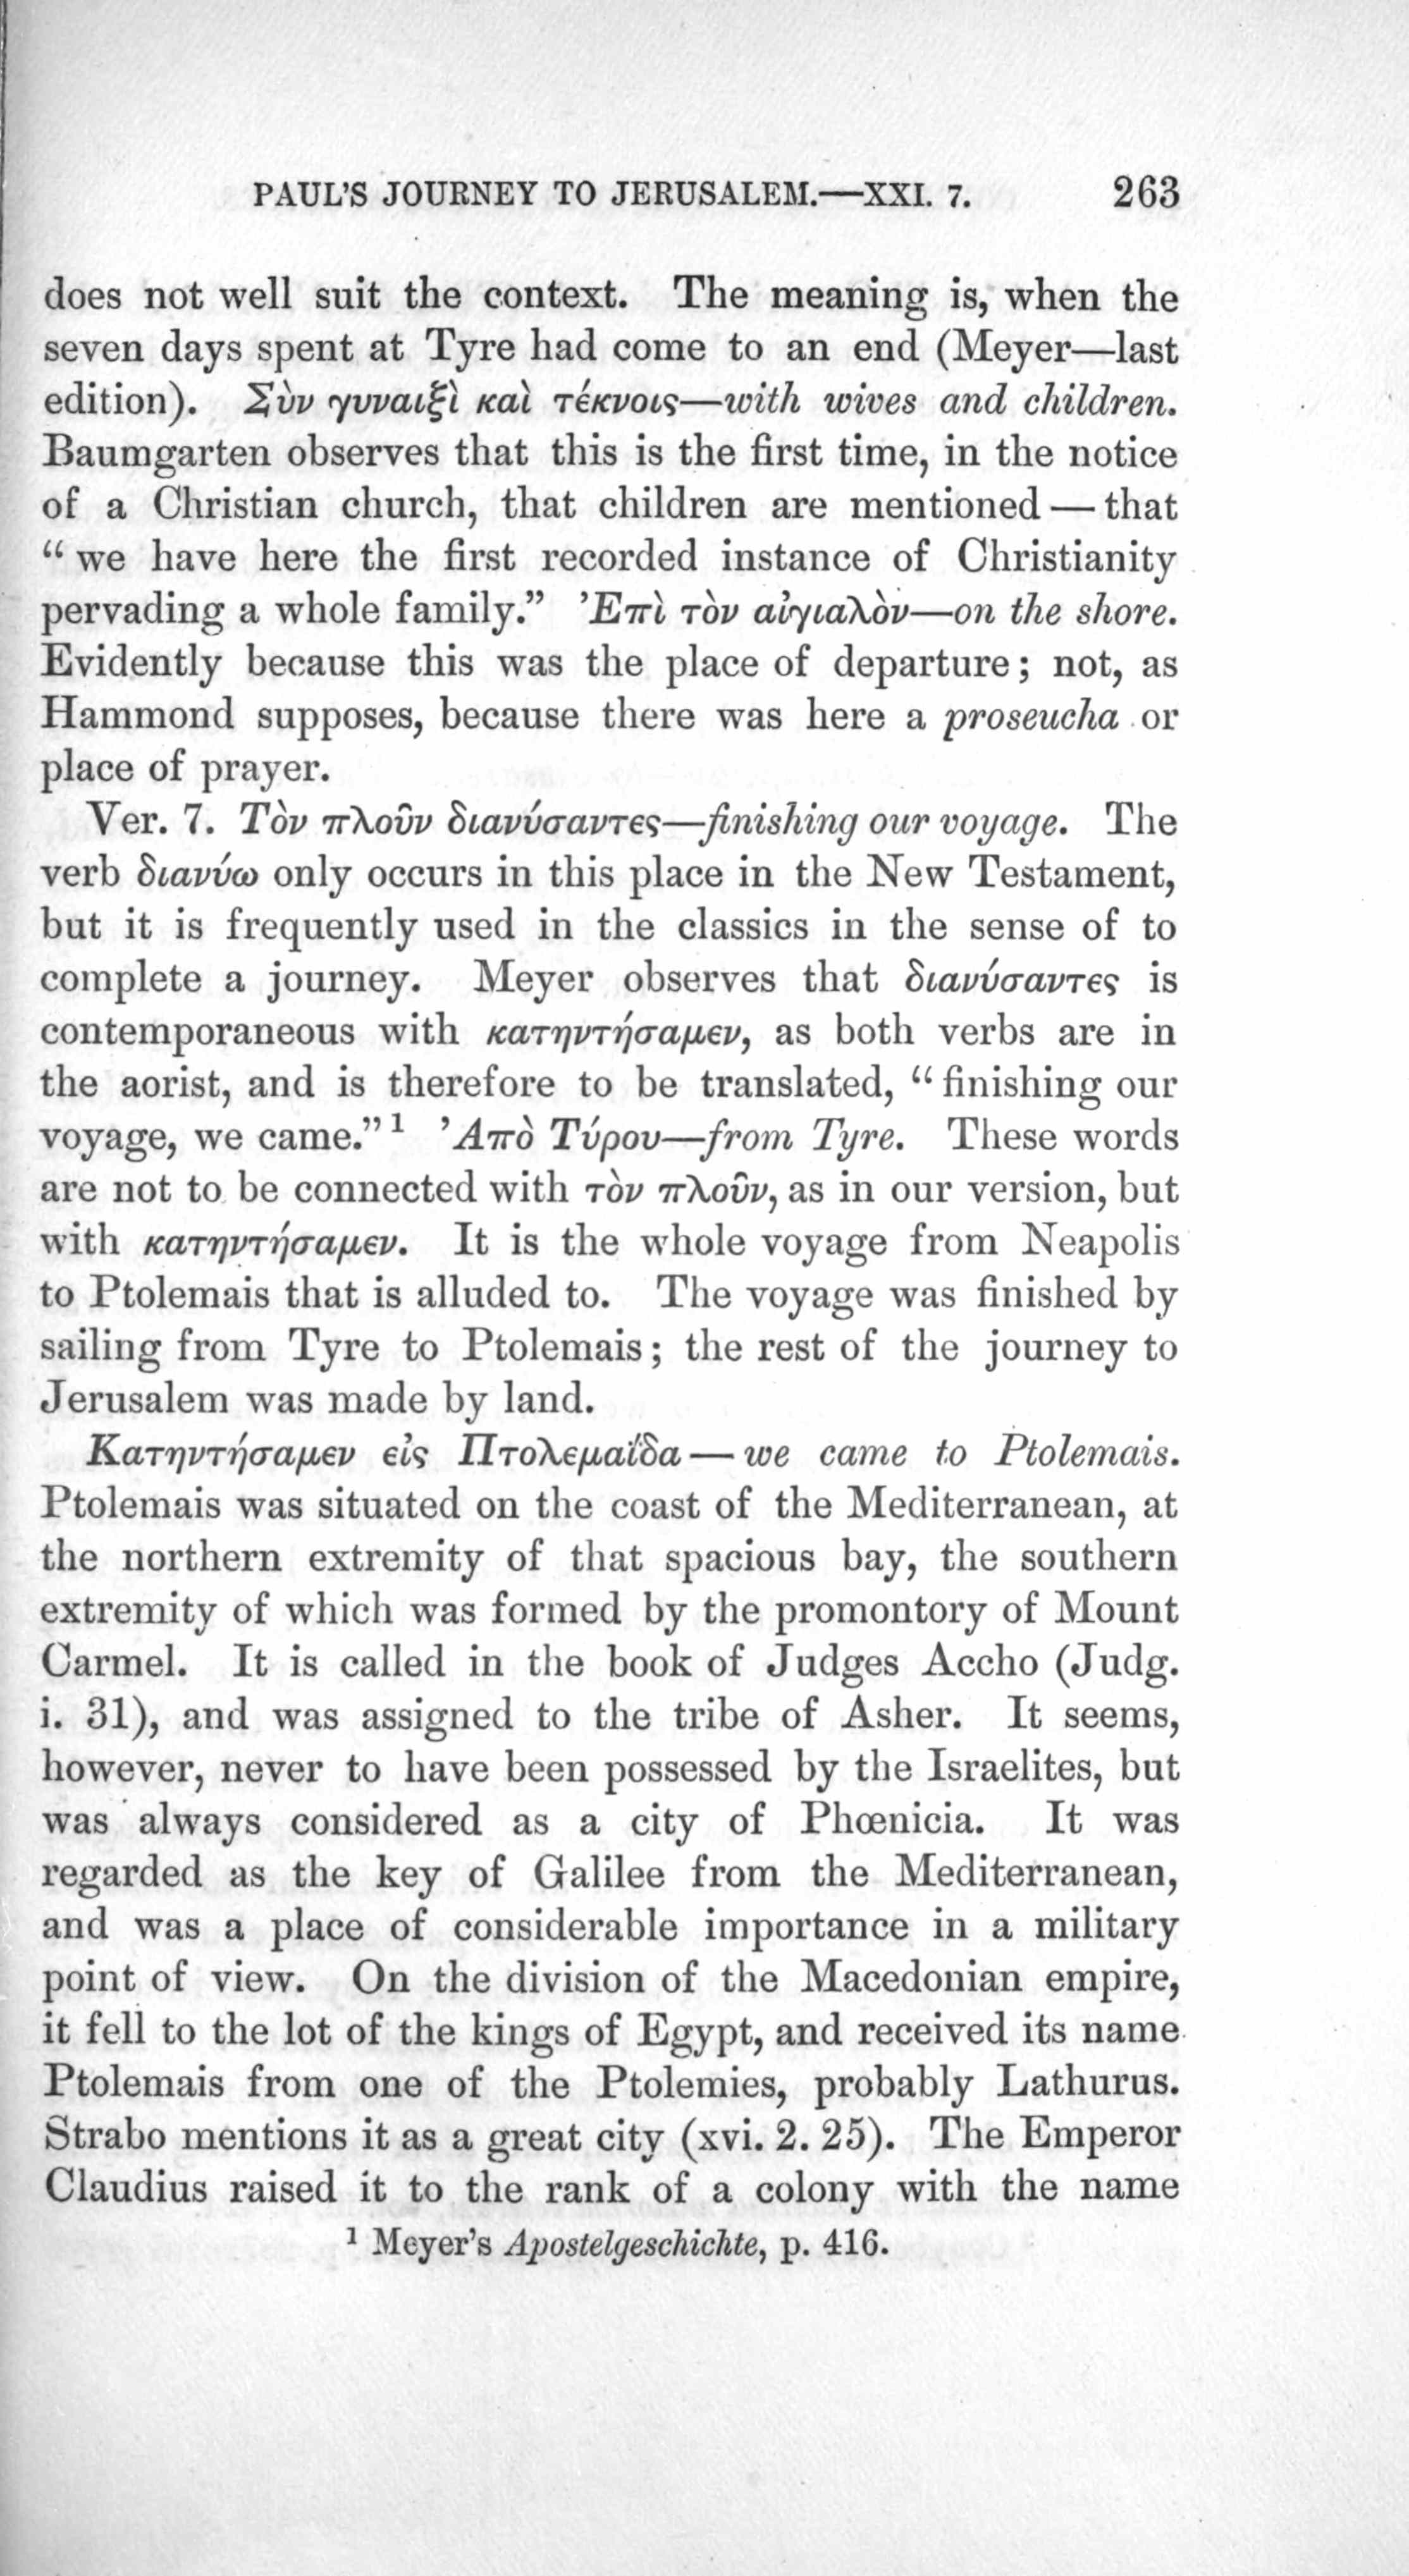 PAUL'S JOURNEY TO JERUSALEM.—XXI. 7. 263
does not well suit the context. The meaning is, when the
seven days spent at Tyre had come to an end (Meyer—last
edition). Σὺν γυναιξὶ καὶ τέκνοις—with wives and children.
Baumgarten observes that this is the first time, in the notice
of a Christian church, that children are mentioned — that
“we have here the first recorded instance of Christianity
pervading a whole family.” Ἐπὶ τὸν αἰγιαλὸν—on the shore.
Evidently because this was the place of departure; not, as
Hammond supposes, because there was here a proseucha or
place of prayer.
Ver. 7. Τὸν πλοῦν διανύσαντες—finishing our voyage. The
verb διανύω only occurs in this place in the New Testament,
but it is frequently used in the classics in the sense of to
complete a journey. Meyer observes that διανύσαντες is
contemporaneous with κατηντήσαμεν, as both verbs are in
the aorist, and is therefore to be translated, “finishing our
voyage, we came.”¹ Ἀπὸ Τύρου—from Tyre. These words
are not to be connected with τὸν πλοῦν, as in our version, but
with κατηντήσαμεν. It is the whole voyage from Neapolis
to Ptolemais that is alluded to. The voyage was finished by
sailing from Tyre to Ptolemais; the rest of the journey to
Jerusalem was made by land.
Κατηντήσαμεν εἰς Πτολεμαΐδα — we came to Ptolemais.
Ptolemais was situated on the coast of the Mediterranean, at
the northern extremity of that spacious bay, the southern
extremity of which was formed by the promontory of Mount
Carmel. It is called in the book of Judges Accho (Judg.
i. 31), and was assigned to the tribe of Asher. It seems,
however, never to have been possessed by the Israelites, but
was always considered as a city of Phœnicia. It was
regarded as the key of Galilee from the Mediterranean,
and was a place of considerable importance in a military
point of view. On the division of the Macedonian empire,
it fell to the lot of the kings of Egypt, and received its name
Ptolemais from one of the Ptolemies, probably Lathurus.
Strabo mentions it as a great city (xvi. 2. 25). The Emperor
Claudius raised it to the rank of a colony with the name
¹ Meyer's Apostelgeschichte, p. 416.